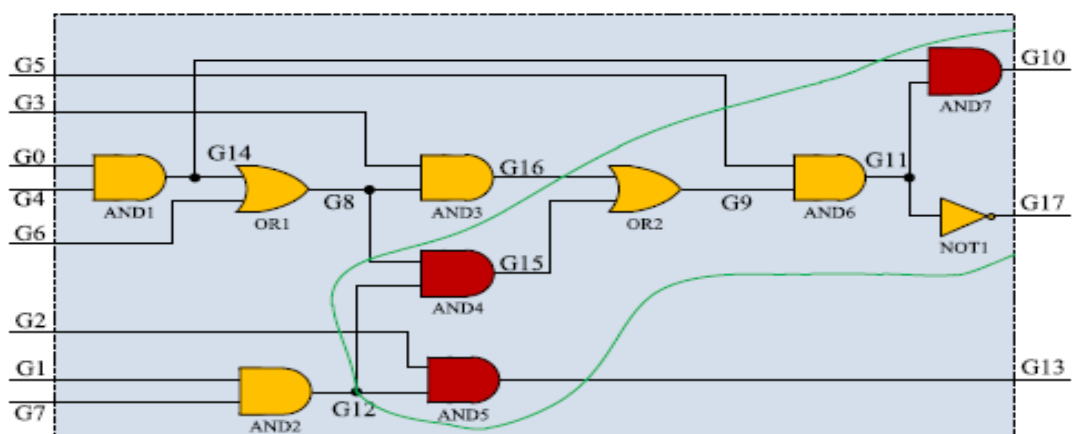 G5
G10
G3
AND7
G0
G14
G16
G11
G4
AND1
OR1
G8
AND3
OR2
G9
AND6
G17
G6
NOT1
G15
AND4
G2
G1
G13
G7
AND2
G12
AND5